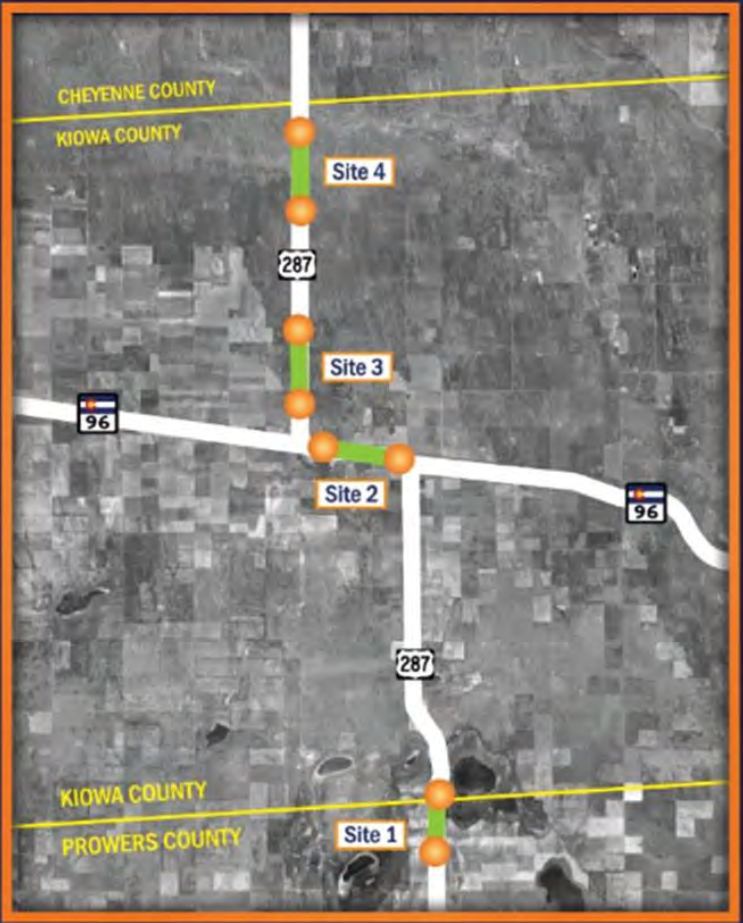 CHEYENNE COUNTY
KIOWA COUNTY
Site 4
287
Site 3
96
Site 2
96
287
KIOWA COUNTY
PROWERS COUNTY
Site 1